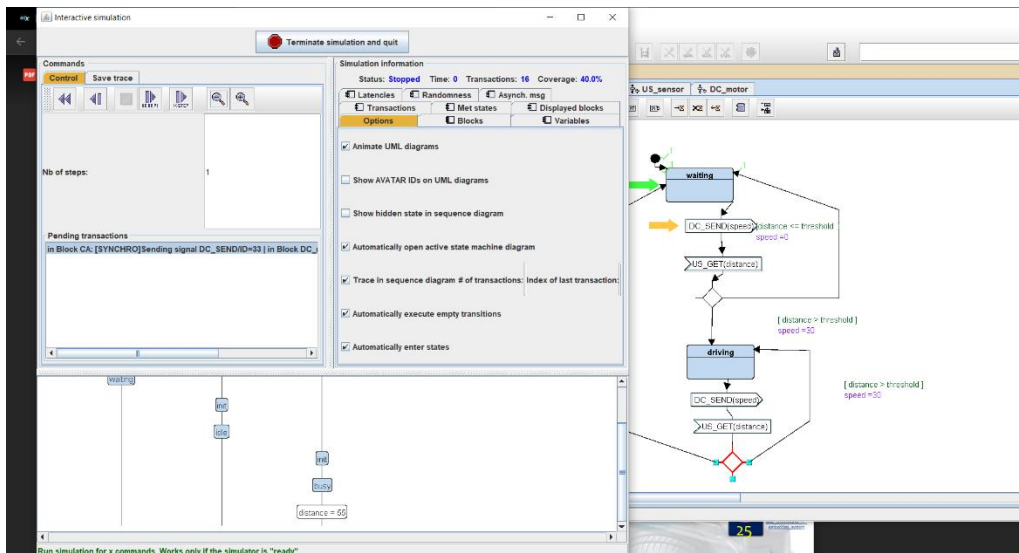 Interactive simulation
Terminate simulation and quit
Commands
Control
Save trace
Nb of steps:
1
Pending transactions
in Block CA: [SYNCHRO]Sending signal DC_SEND/ID=33 | in Block DC_
Simulation information
Status: Stopped Time: 0 Transactions: 16 Coverage: 40.0%
Latencies
Randomness
Asynch. msg
Transactions
Met states
Displayed blocks
Options
Blocks
Variables
Animate UML diagrams
Show AVATAR IDs on UML diagrams
Show hidden state in sequence diagram
Automatically open active state machine diagram
Trace in sequence diagram # of transactions:
Index of last transaction:
Automatically execute empty transitions
Automatically enter states
waiting
init
idle
init
busy
distance = 55
Run simulation for x commands. Works only if the simulator is "ready"
PDF
US_sensor
DC_motor
1
1
1
waiting
DC_SEND(speed)
distance <= threshold
speed =0
US_GET(distance)
[ distance > threshold ]
speed =30
driving
[ distance > threshold ]
speed =30
DC_SEND(speed)
US_GET(distance)
25